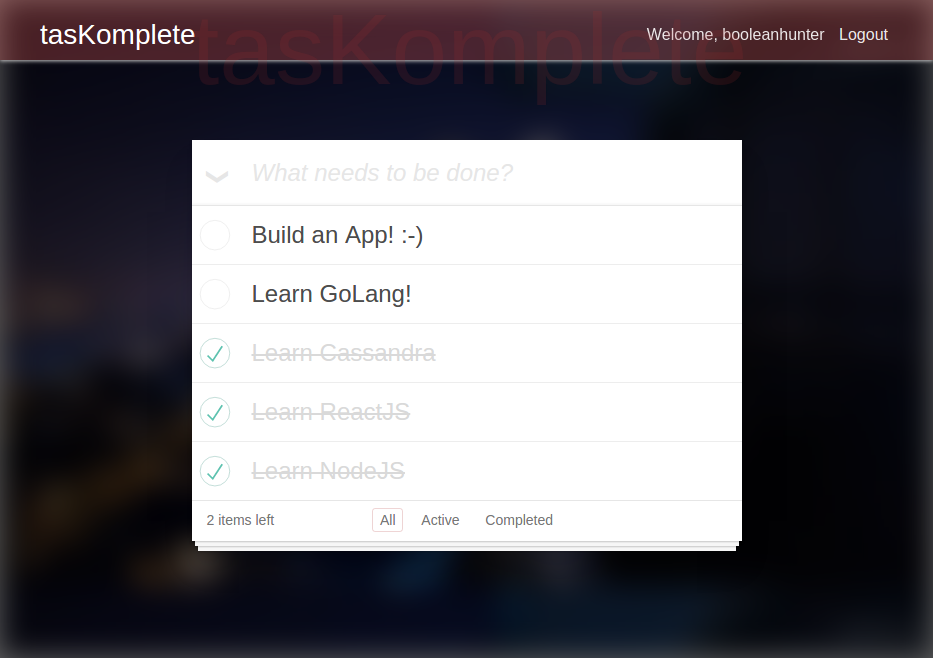 tasKomplete
Welcome, booleanhunter Logout
tasKomplete
What needs to be done?
Build an App! :-)
Learn GoLang!
Learn Cassandra
Learn ReactJS
Learn NodeJS
2 items left All Active Completed